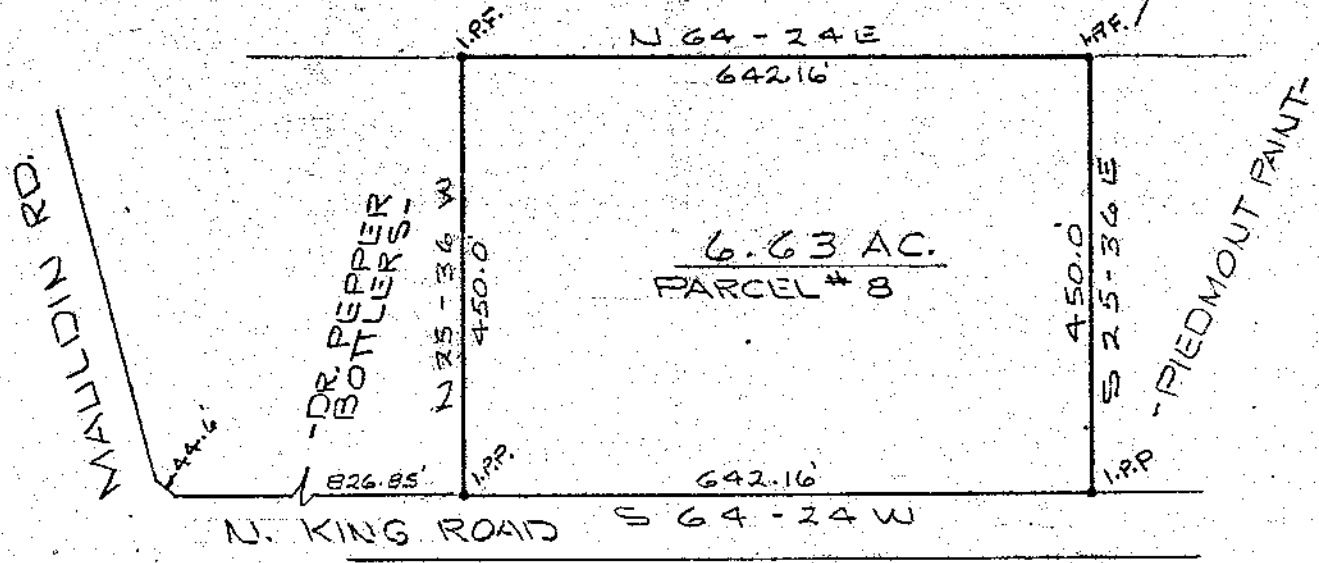 I.P.F.
N 64-24 E
I.P.F.
642.16'
MAULDIN RD.
-DR. PEPPER
BOTTLERS-
N 25-36 W
450.0'
6.63 AC.
PARCEL # 8
450.0'
S 25-36 E
-PIEDMONT PAINT-
44.6'
826.85'
I.P.P.
642.16'
I.P.P
N. KING ROAD
S 64-24 W